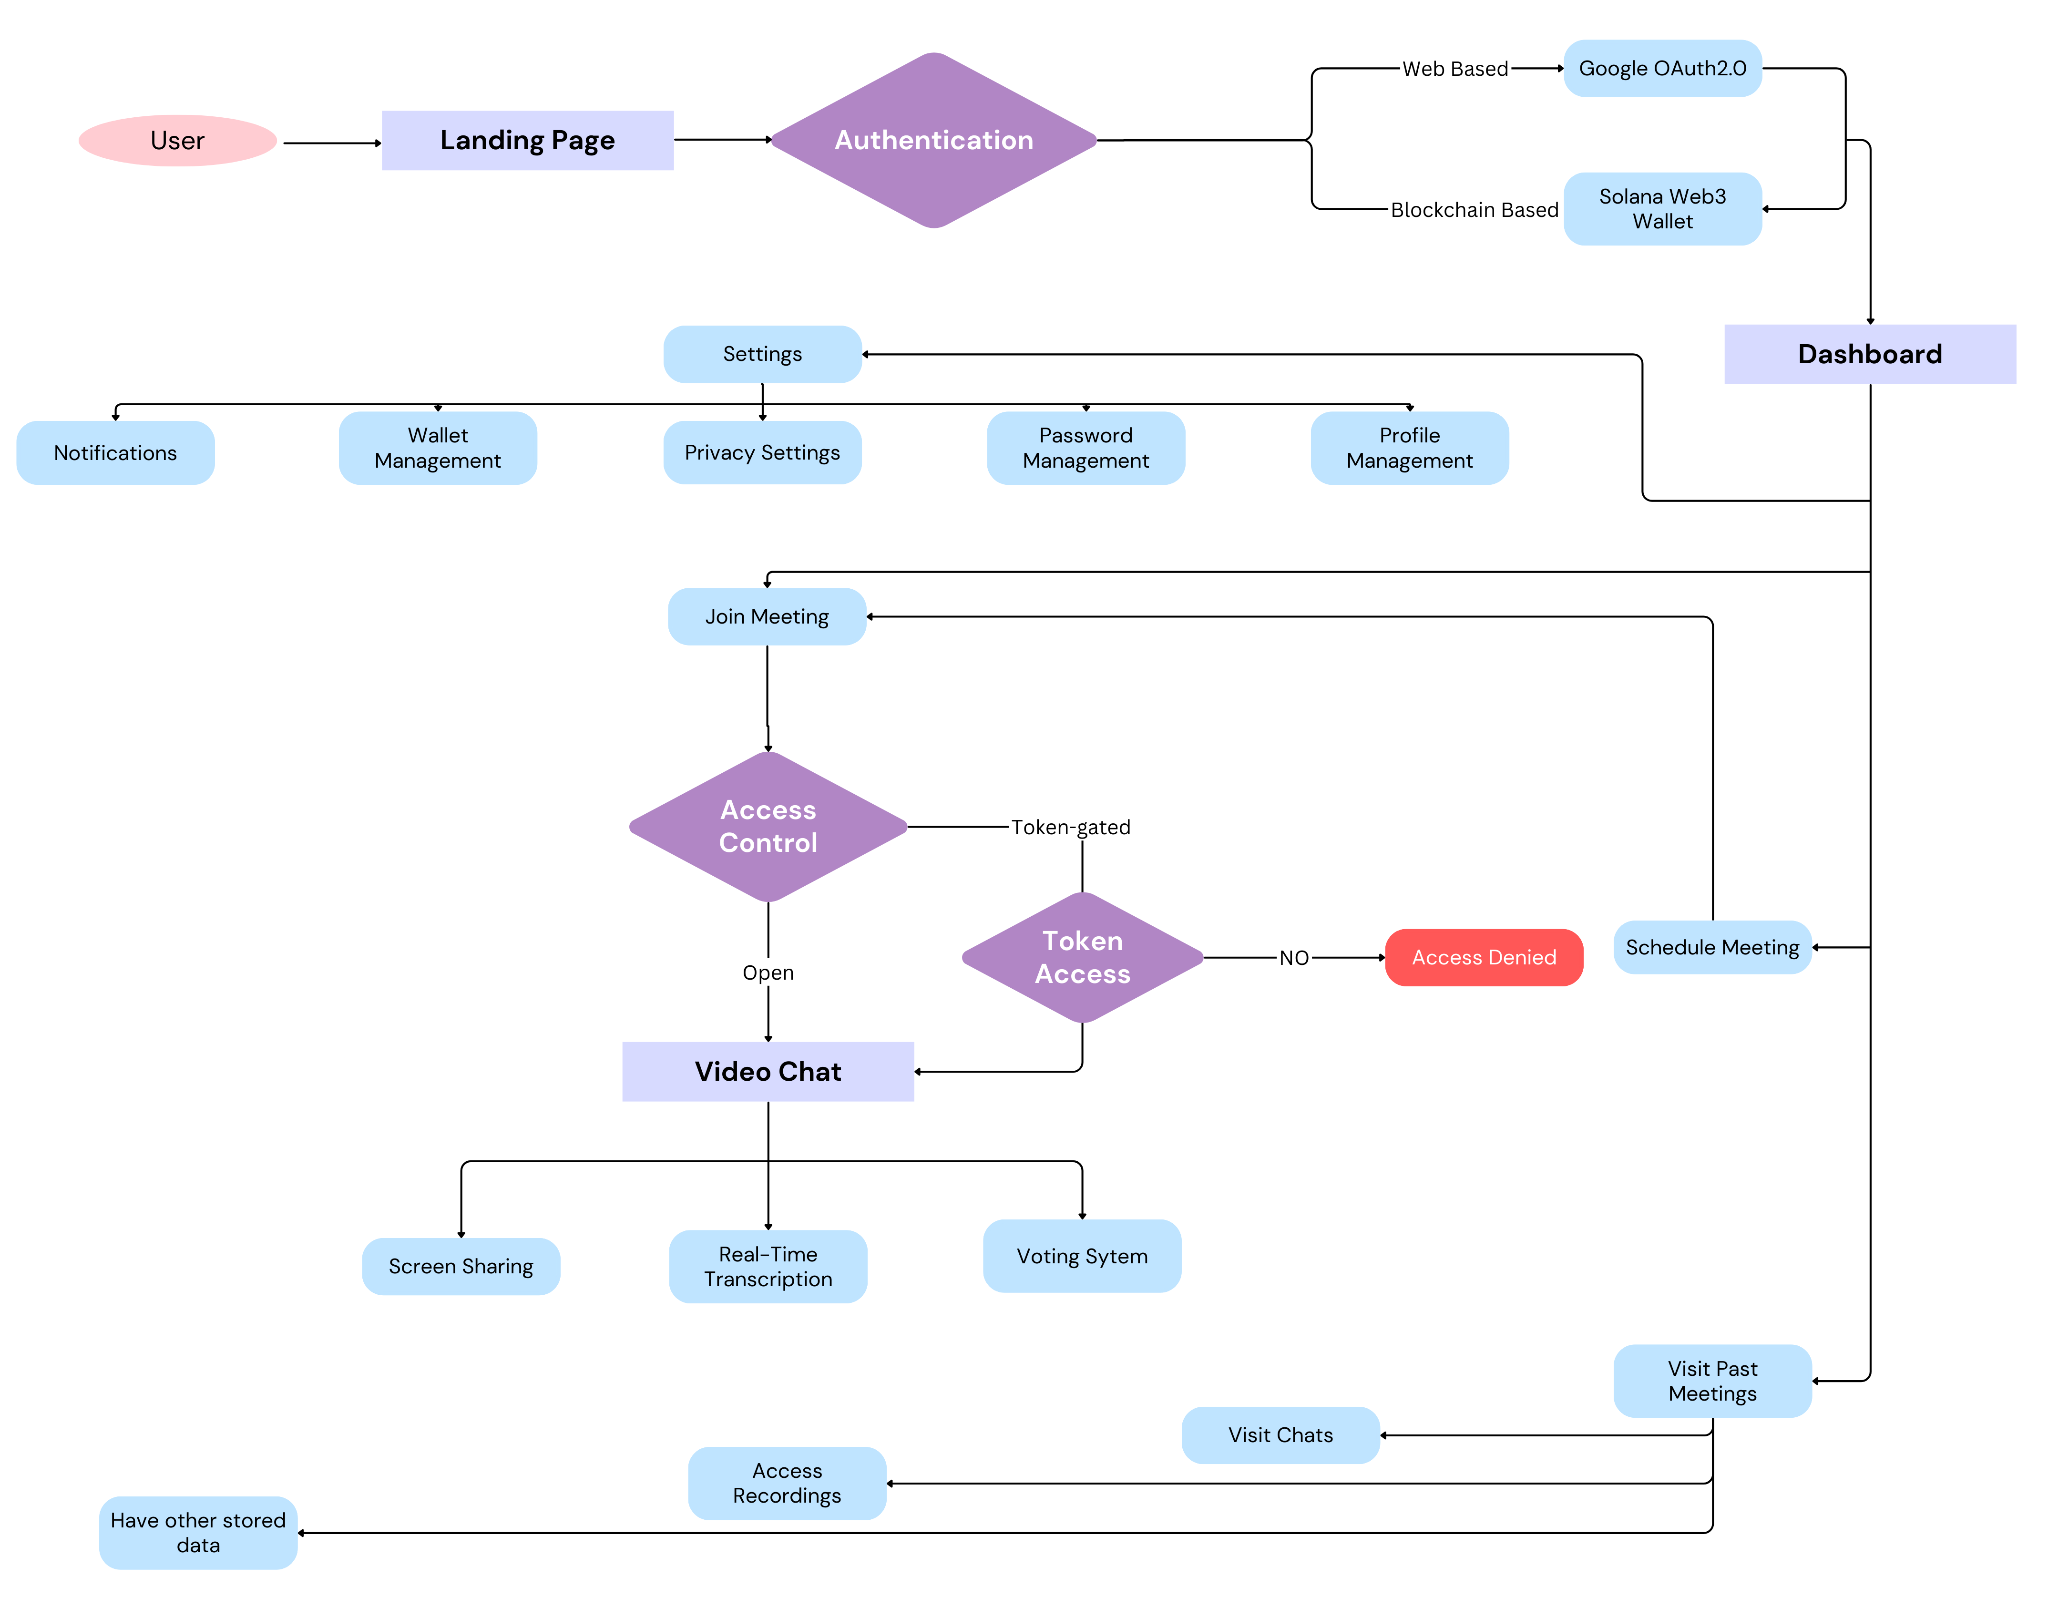 Web Based
Google OAuth2.0
User
Landing Page
Authentication
Blockchain Based
Solana Web3
Wallet
Settings
Dashboard
Notifications
Wallet
Management
Privacy Settings
Password
Management
Profile
Management
Join Meeting
Access
Control
Token-gated
Token
Access
NO
Access Denied
Schedule Meeting
Open
Video Chat
Screen Sharing
Real-Time
Transcription
Voting Sytem
Visit Past
Meetings
Visit Chats
Access
Recordings
Have other stored
data